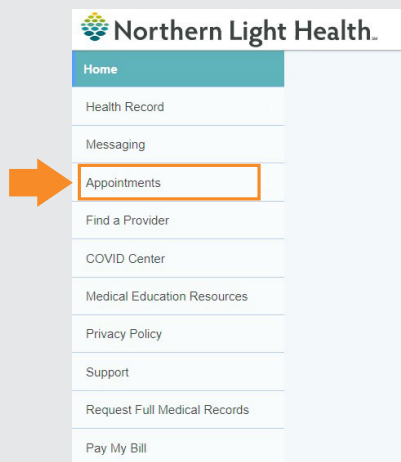 Northern Light Health
Home
Health Record
Messaging
Appointments
Find a Provider
COVID Center
Medical Education Resources
Privacy Policy
Support
Request Full Medical Records
Pay My Bill